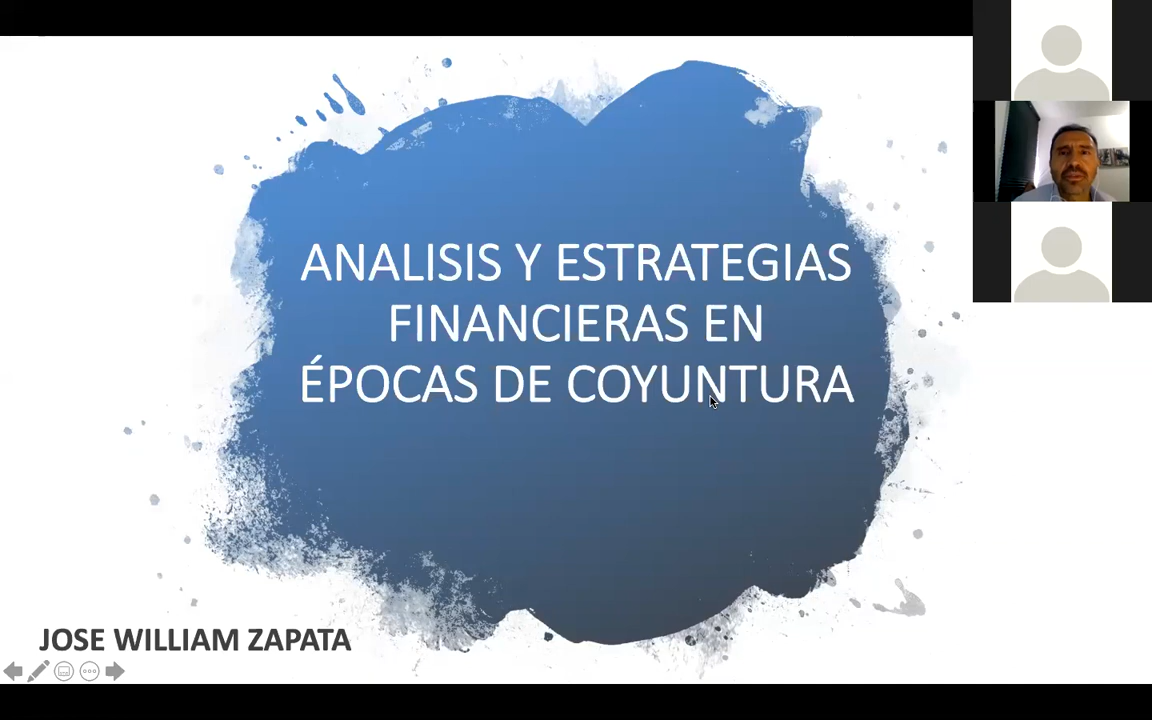 ANALISIS Y ESTRATEGIAS
FINANCIERAS EN
ÉPOCAS DE COYUNTURA
JOSE WILLIAM ZAPATA